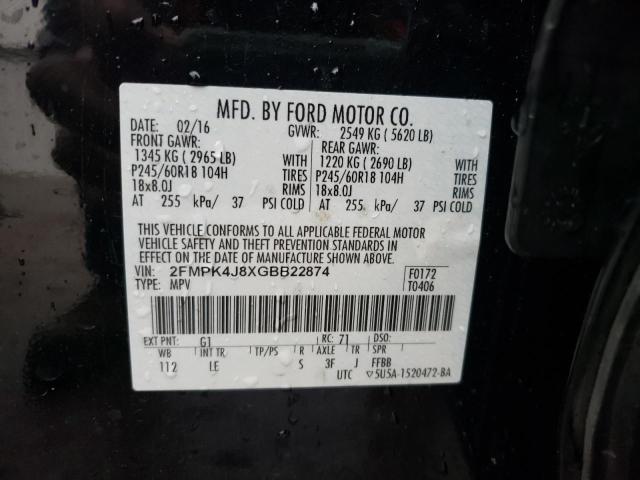 MFD. BY FORD MOTOR CO.
DATE: 02/16 GVWR: 2549 KG (5620 LB)
FRONT GAWR: REAR GAWR:
1345 KG (2965 LB) WITH 1220 KG (2690 LB) WITH
P245/60R18 104H TIRES P245/60R18 104H TIRES
18x8.0J RIMS 18x8.0J RIMS
AT 255 kPa/ 37 PSI COLD AT 255 kPa/ 37 PSI COLD
THIS VEHICLE CONFORMS TO ALL APPLICABLE FEDERAL MOTOR
VEHICLE SAFETY AND THEFT PREVENTION STANDARDS IN
EFFECT ON THE DATE OF MANUFACTURE SHOWN ABOVE.
VIN: 2FMPK4J8XGBB22874 F0172
TYPE: MPV T0406
EXT PNT: G1 RC: 71 DSO:
WB INT TR TP/PS R AXLE TR SPR
112 LE S 3F J FFBB
UTC ▽5U5A-1520472-BA